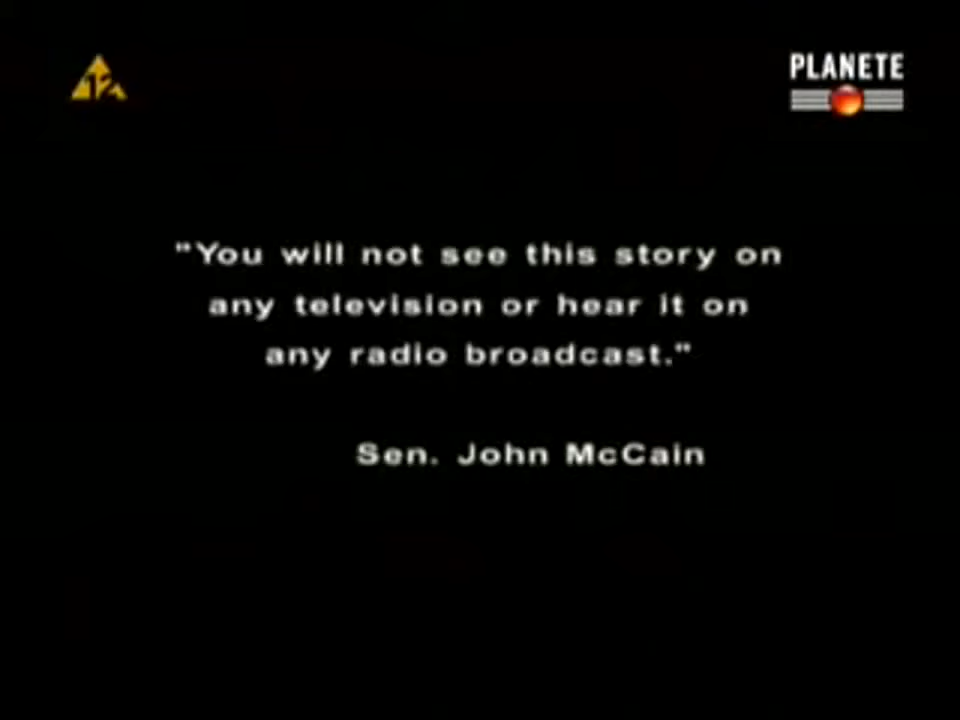 12
PLANETE
"You will not see this story on
any television or hear it on
any radio broadcast."
Sen. John McCain